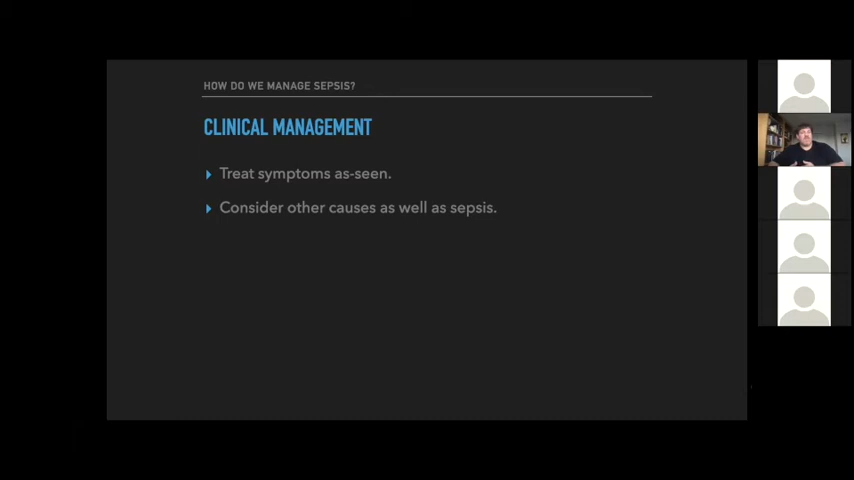 HOW DO WE MANAGE SEPSIS?
CLINICAL MANAGEMENT
Treat symptoms as-seen.
Consider other causes as well as sepsis.